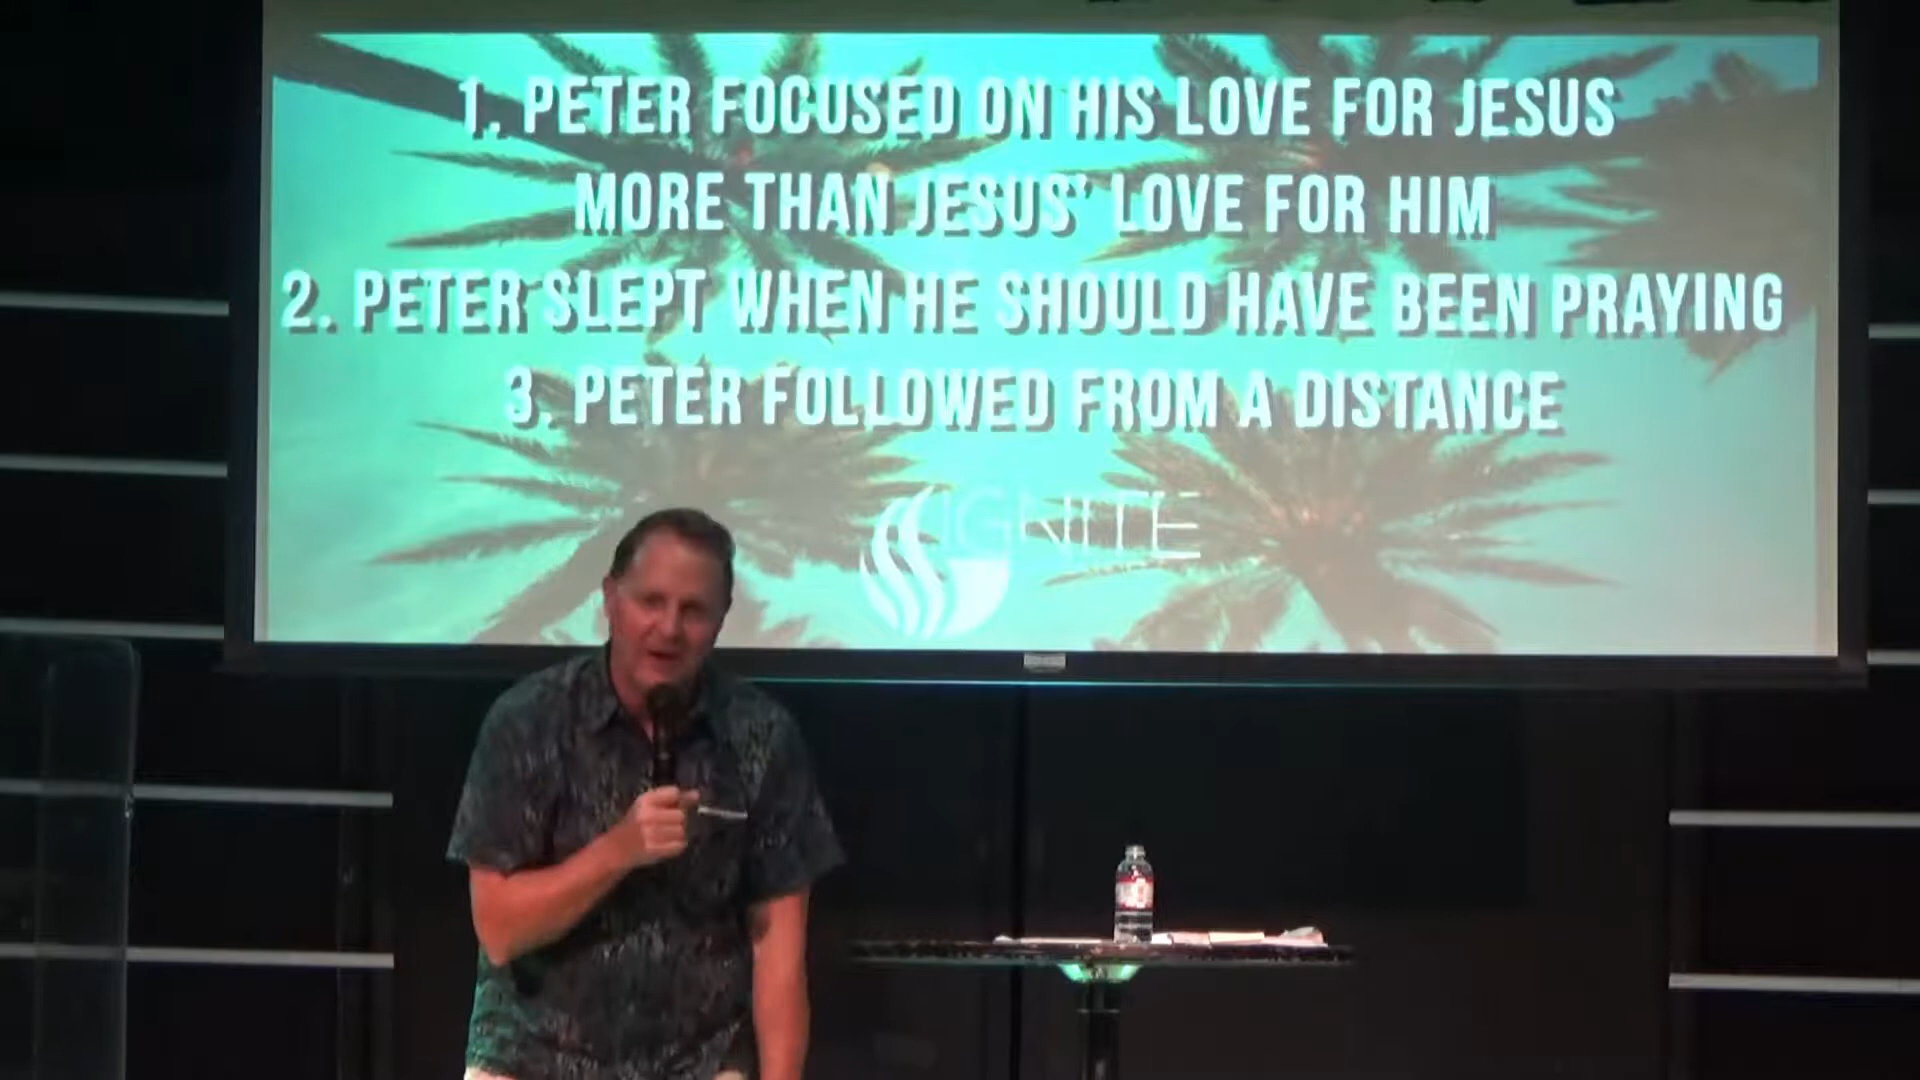 1. PETER FOCUSED ON HIS LOVE FOR JESUS
MORE THAN JESUS' LOVE FOR HIM
2. PETER SLEPT WHEN HE SHOULD HAVE BEEN PRAYING
3. PETER FOLLOWED FROM A DISTANCE
IGNITE